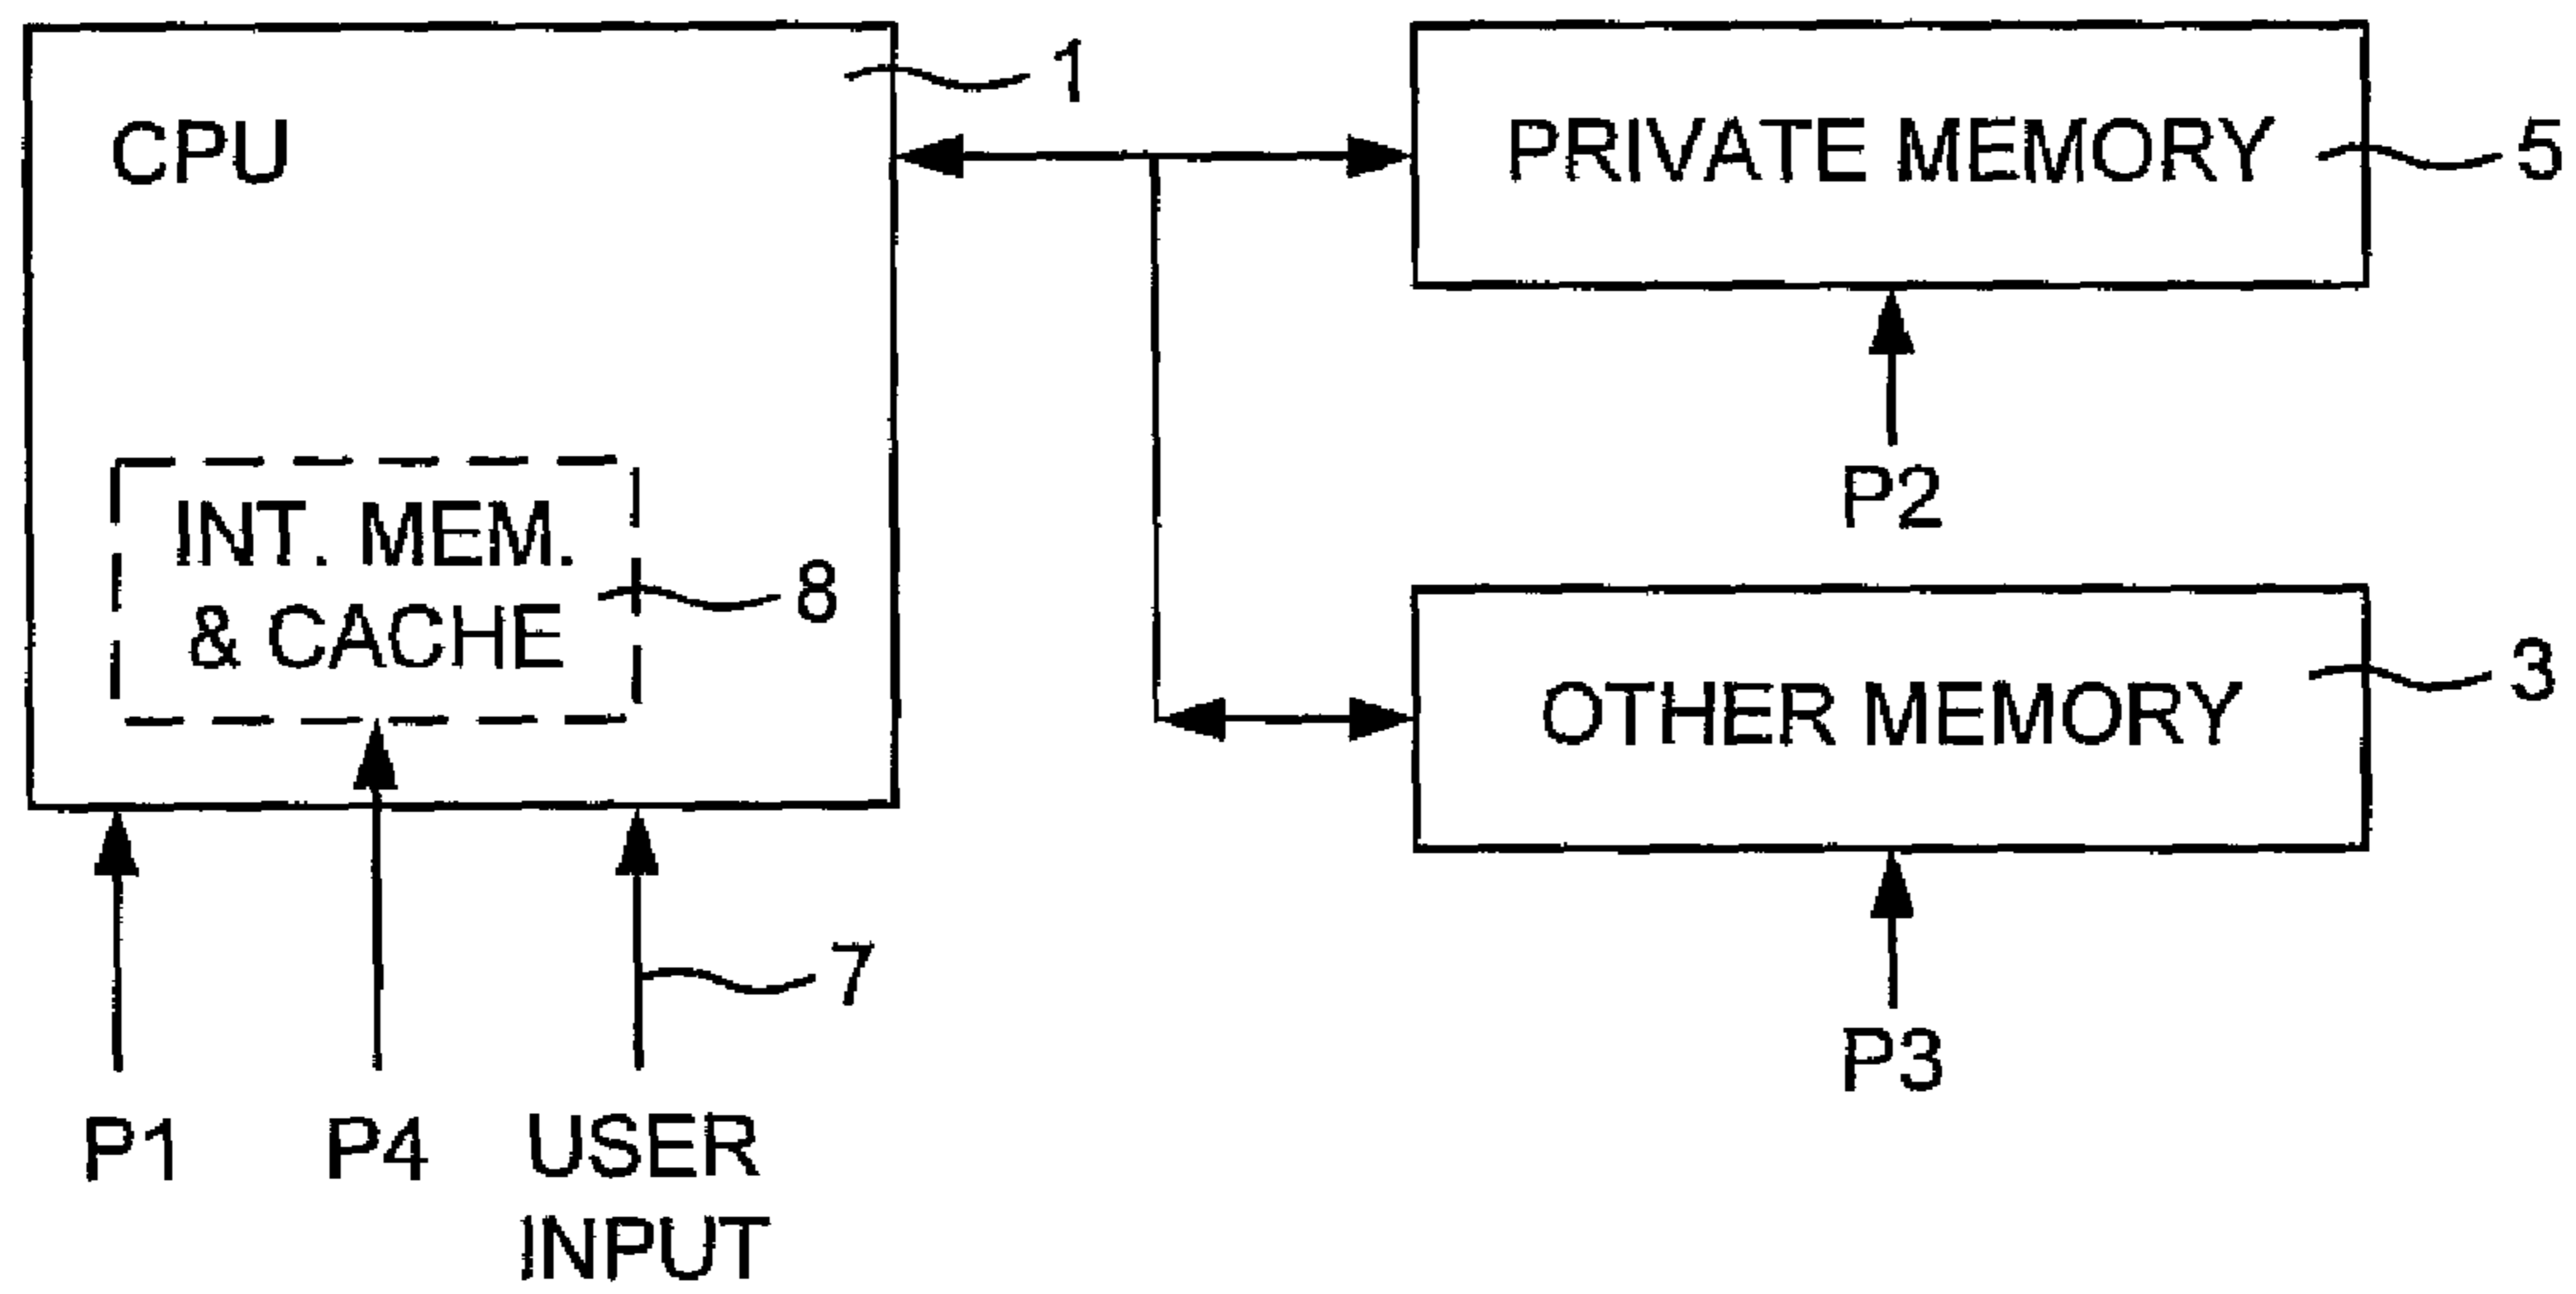 1
CPU
PRIVATE MEMORY
5
P2
INT. MEM.
& CACHE
8
OTHER MEMORY
3
7
P3
P1
P4
USER
INPUT